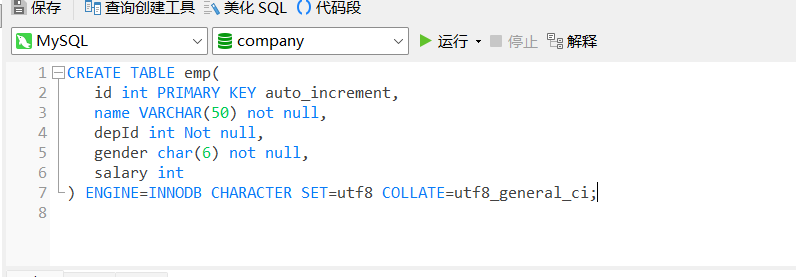 保存 查询创建工具 美化 SQL () 代码段
MySQL company 运行 停止 解释
1 CREATE TABLE emp(
2 id int PRIMARY KEY auto_increment,
3 name VARCHAR(50) not null,
4 depId int Not null,
5 gender char(6) not null,
6 salary int
7 ) ENGINE=INNODB CHARACTER SET=utf8 COLLATE=utf8_general_ci;
8